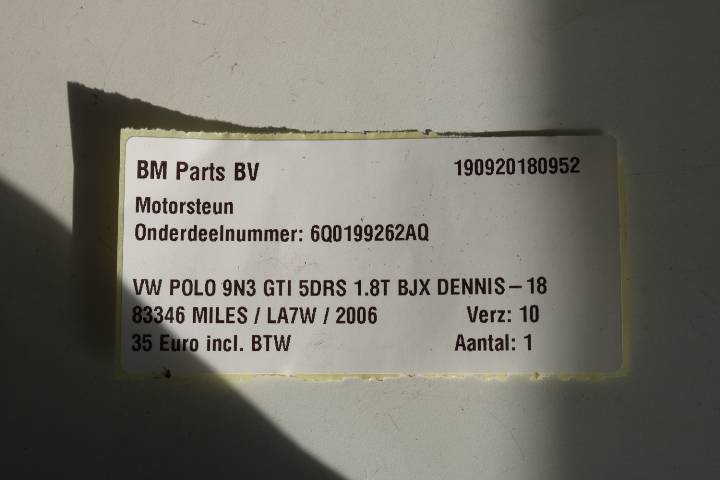 BM Parts BV 190920180952
Motorsteun
Onderdeelnummer: 6Q0199262AQ
VW POLO 9N3 GTI 5DRS 1.8T BJX DENNIS – 18
83346 MILES / LA7W / 2006 Verz: 10
35 Euro incl. BTW Aantal: 1